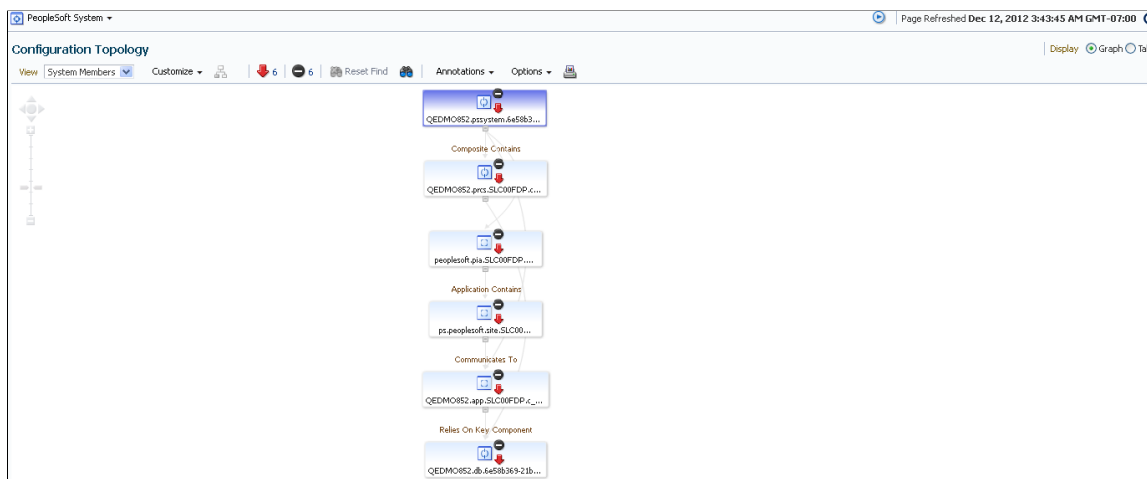 PeopleSoft System
Page Refreshed Dec 12, 2012 3:43:45 AM GMT-07:00
Configuration Topology
Display Graph Ta
View System Members Customize 6 6 Reset Find Annotations Options
QEDMO852.pssystem.6e58b3...
Composite Contains
QEDMO852.prcs.SLC00FDP.c...
peoplesoft.pia.SLC00FDP....
Application Contains
ps.peoplesoft.site.SLC00...
Communicates To
QEDMO852.app.SLC00FDP.c_...
Relies On Key Component
QEDMO852.db.6e58b369-21b...